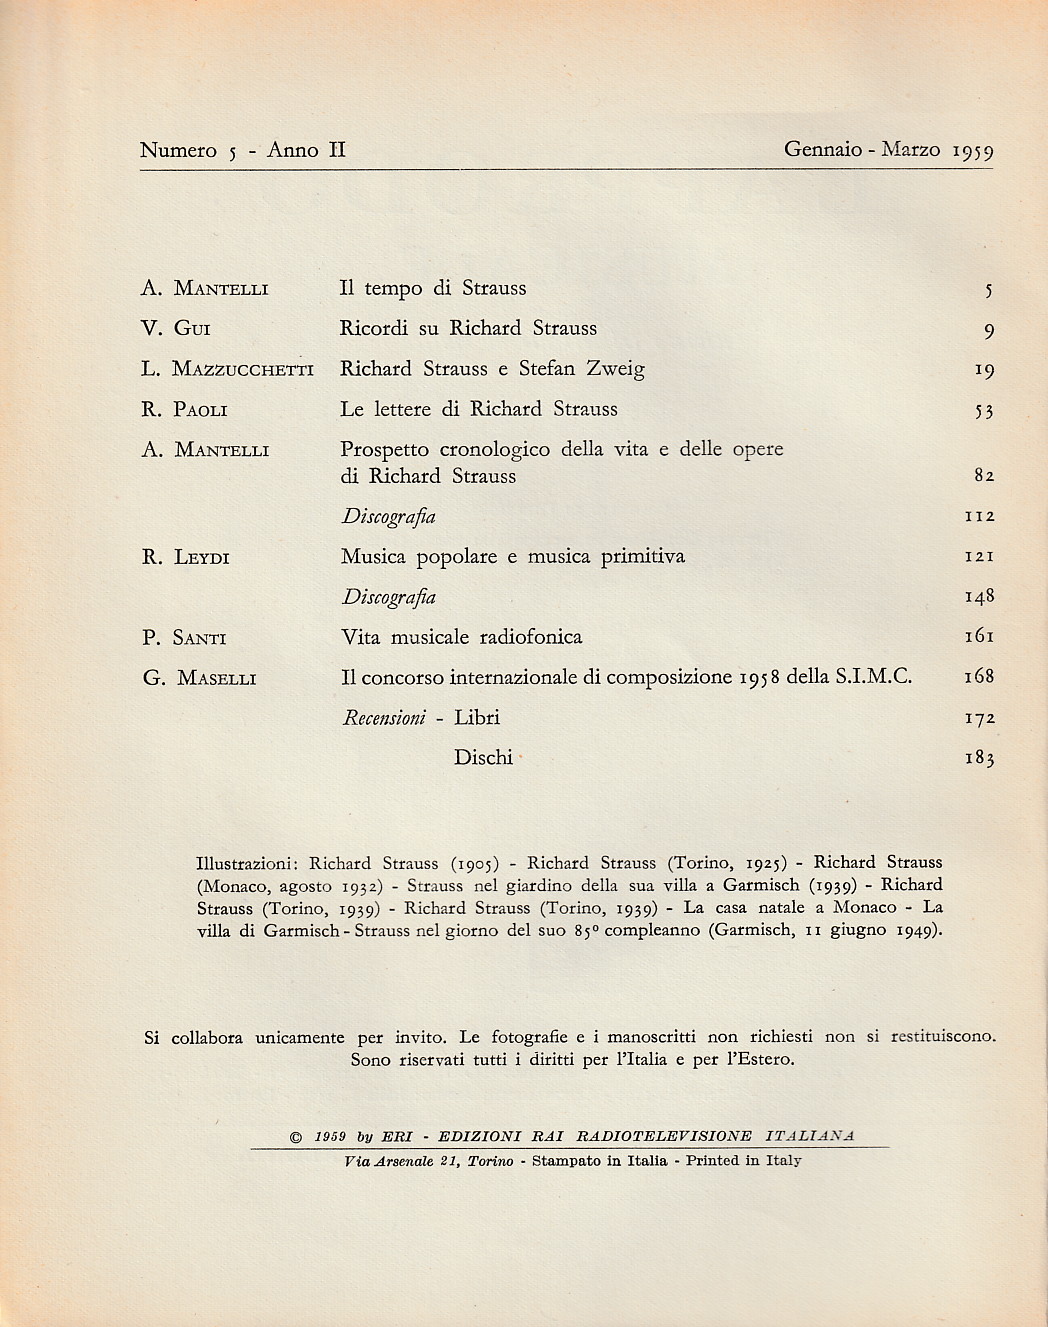 Numero 5 - Anno II Gennaio - Marzo 1959
A. MANTELLI Il tempo di Strauss 5
V. GUI Ricordi su Richard Strauss 9
L. MAZZUCCHETTI Richard Strauss e Stefan Zweig 19
R. PAOLI Le lettere di Richard Strauss 53
A. MANTELLI Prospetto cronologico della vita e delle opere
di Richard Strauss 82
Discografia 112
R. LEYDI Musica popolare e musica primitiva 121
Discografia 148
P. SANTI Vita musicale radiofonica 161
G. MASELLI Il concorso internazionale di composizione 1958 della S.I.M.C. 168
Recensioni - Libri 172
Dischi 183
Illustrazioni: Richard Strauss (1905) - Richard Strauss (Torino, 1925) - Richard Strauss
(Monaco, agosto 1932) - Strauss nel giardino della sua villa a Garmisch (1939) - Richard
Strauss (Torino, 1939) - Richard Strauss (Torino, 1939) - La casa natale a Monaco - La
villa di Garmisch - Strauss nel giorno del suo 85º compleanno (Garmisch, 11 giugno 1949).
Si collabora unicamente per invito. Le fotografie e i manoscritti non richiesti non si restituiscono.
Sono riservati tutti i diritti per l'Italia e per l'Estero.
© 1959 by ERI - EDIZIONI RAI RADIOTELEVISIONE ITALIANA
Via Arsenale 21, Torino - Stampato in Italia - Printed in Italy